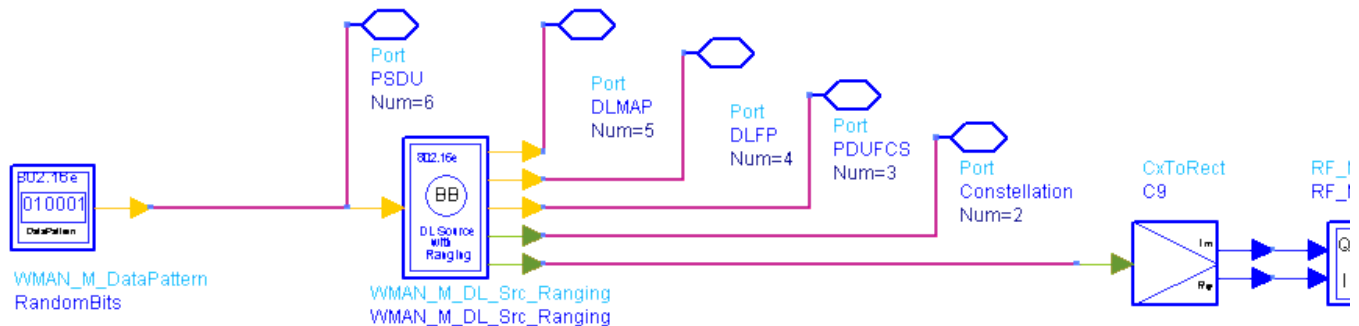 Port
PSDU
Num=6
Port
DLMAP
Num=5
Port
DLFP
Num=4
Port
PDUFCS
Num=3
Port
Constellation
Num=2
802.16e
010001
DataPattern
WMAN_M_DataPattern
RandomBits
802.16e
BB
DL Source
with
Ranging
WMAN_M_DL_Src_Ranging
WMAN_M_DL_Src_Ranging
CxToRect
C9
Im
Re
RF_
RF_
Q
I